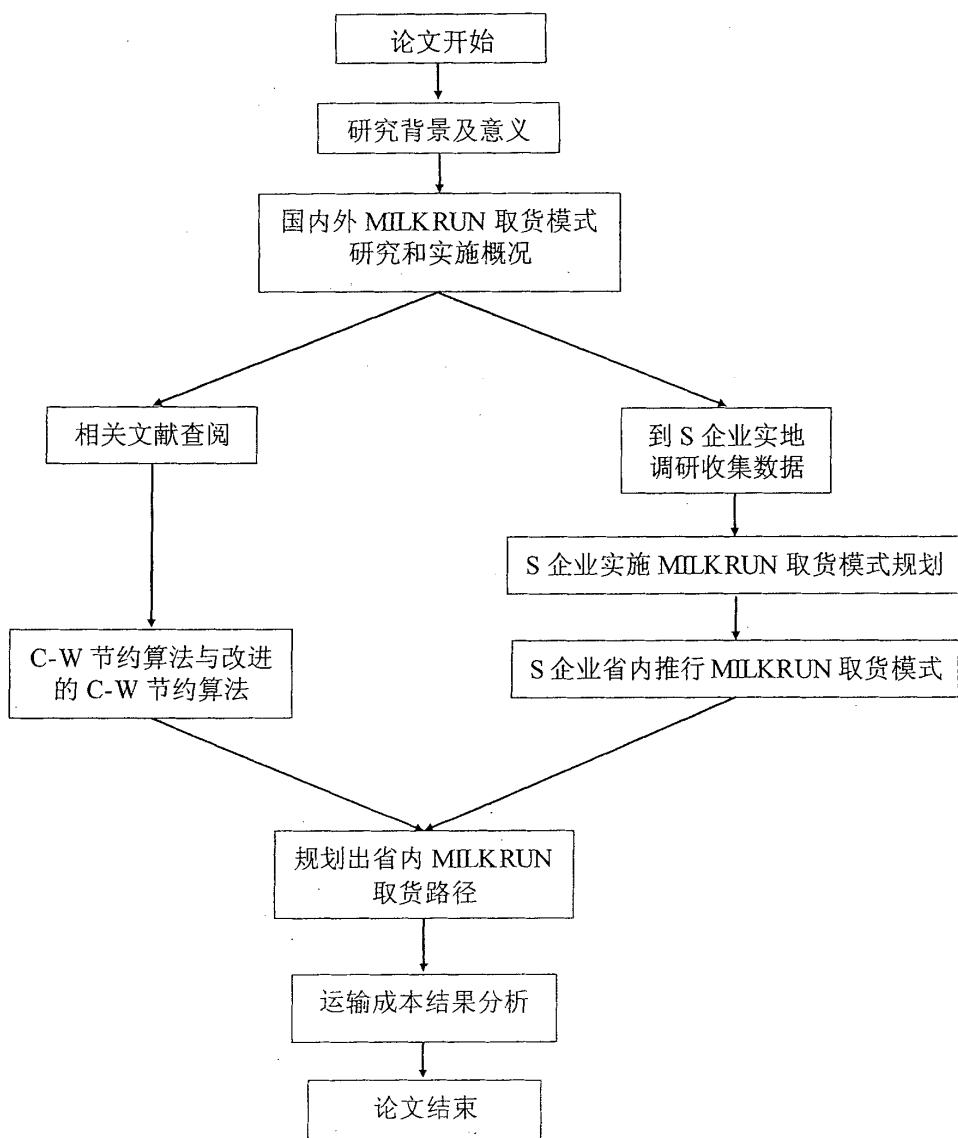 论文开始
研究背景及意义
国内外 MILKRUN 取货模式
研究和实施概况
相关文献查阅
到 S 企业实地
调研收集数据
S 企业实施 MILKRUN 取货模式规划
C-W 节约算法与改进
的 C-W 节约算法
S 企业省内推行 MILKRUN 取货模式
规划出省内 MILKRUN
取货路径
运输成本结果分析
论文结束